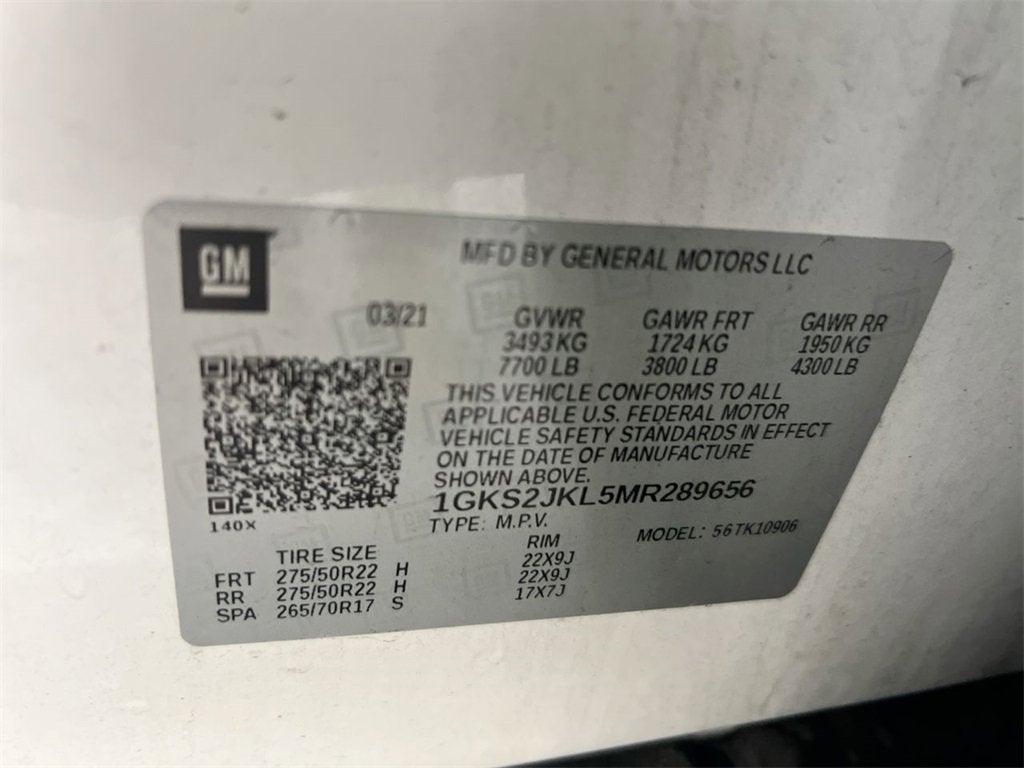 GM
MFD BY GENERAL MOTORS LLC
03/21 GVWR GAWR FRT GAWR RR
3493 KG 1724 KG 1950 KG
7700 LB 3800 LB 4300 LB
THIS VEHICLE CONFORMS TO ALL
APPLICABLE U.S. FEDERAL MOTOR
VEHICLE SAFETY STANDARDS IN EFFECT
ON THE DATE OF MANUFACTURE
SHOWN ABOVE.
1GKS2JKL5MR289656
140X
TYPE: M.P.V. MODEL: 56TK10906
TIRE SIZE RIM
FRT 275/50R22 H 22X9J
RR 275/50R22 H 22X9J
SPA 265/70R17 S 17X7J